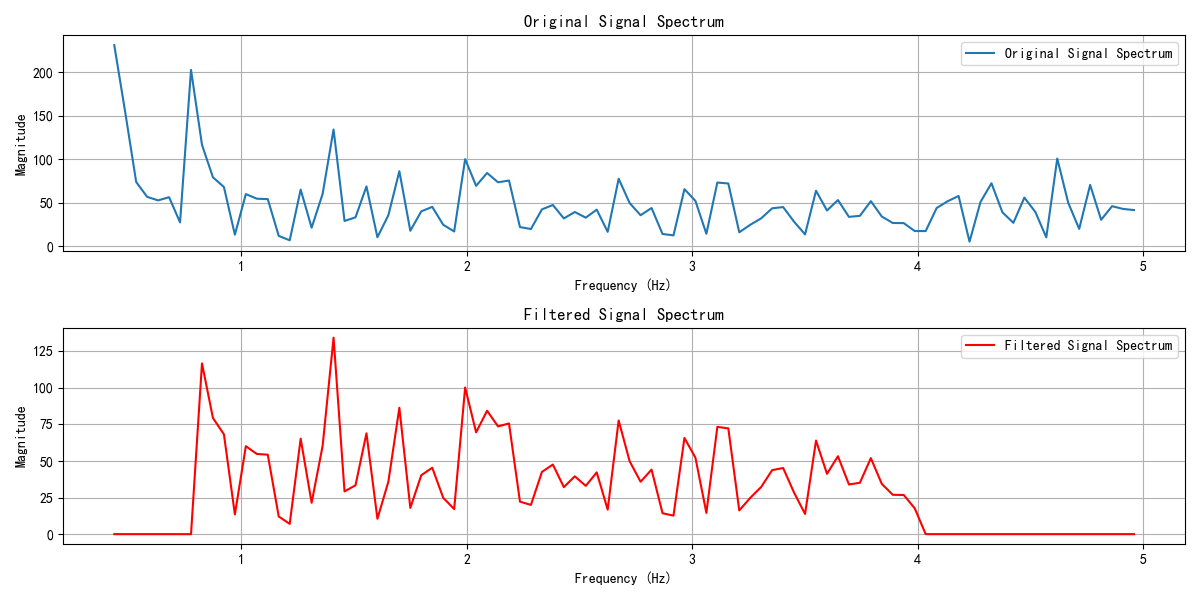 Original Signal Spectrum
Original Signal Spectrum
Magnitude
200
150
100
50
0
1 2 3 4 5
Frequency (Hz)
Filtered Signal Spectrum
Filtered Signal Spectrum
Magnitude
125
100
75
50
25
0
1 2 3 4 5
Frequency (Hz)